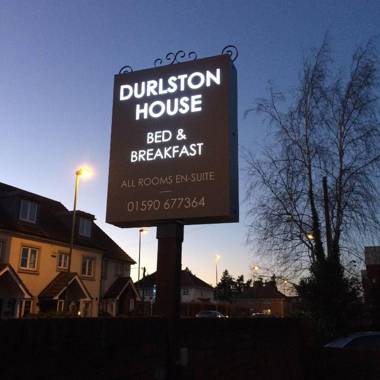 DURLSTON
HOUSE
BED &
BREAKFAST
ALL ROOMS EN-SUITE
01590 677364